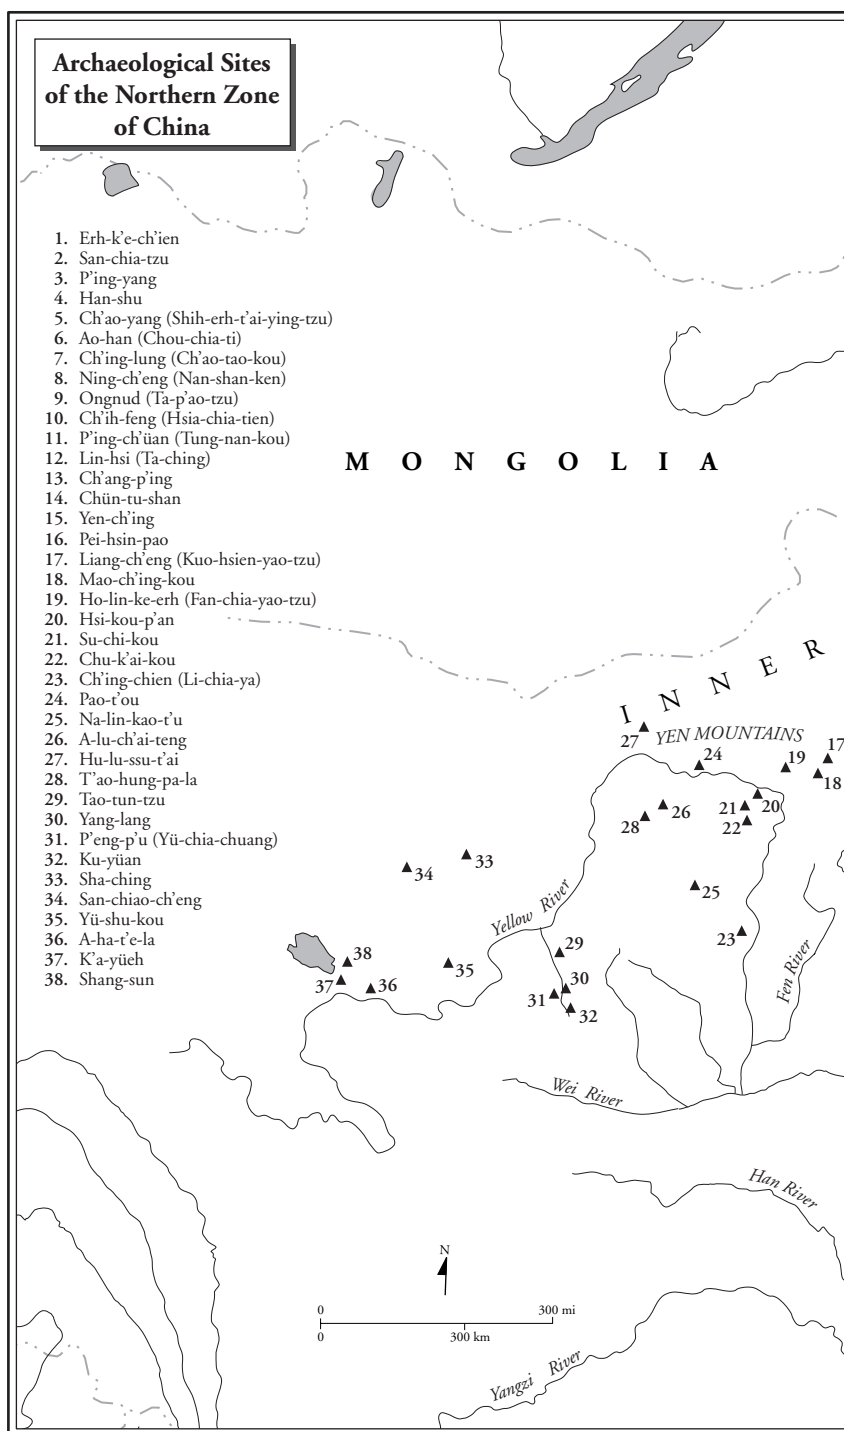 Archaeological Sites
of the Northern Zone
of China
1. Erh-k'e-ch'ien
2. San-chia-tzu
3. P'ing-yang
4. Han-shu
5. Ch'ao-yang (Shih-erh-t'ai-ying-tzu)
6. Ao-han (Chou-chia-ti)
7. Ch'ing-lung (Ch'ao-tao-kou)
8. Ning-ch'eng (Nan-shan-ken)
9. Ongnud (Ta-p'ao-tzu)
10. Ch'ih-feng (Hsia-chia-tien)
11. P'ing-ch'üan (Tung-nan-kou)
12. Lin-hsi (Ta-ching)
13. Ch'ang-p'ing
14. Chün-tu-shan
15. Yen-ch'ing
16. Pei-hsin-pao
17. Liang-ch'eng (Kuo-hsien-yao-tzu)
18. Mao-ch'ing-kou
19. Ho-lin-ke-erh (Fan-chia-yao-tzu)
20. Hsi-kou-p'an
21. Su-chi-kou
22. Chu-k'ai-kou
23. Ch'ing-chien (Li-chia-ya)
24. Pao-t'ou
25. Na-lin-kao-t'u
26. A-lu-ch'ai-teng
27. Hu-lu-ssu-t'ai
28. T'ao-hung-pa-la
29. Tao-tun-tzu
30. Yang-lang
31. P'eng-p'u (Yü-chia-chuang)
32. Ku-yüan
33. Sha-ching
34. San-chiao-ch'eng
35. Yü-shu-kou
36. A-ha-t'e-la
37. K'a-yüeh
38. Shang-sun
MONGOLIA
INNER
27
YEN MOUNTAINS
24
19
17
18
26
28
21
20
22
33
34
25
Yellow River
23
Fen River
29
38
35
37
36
30
31
32
Wei River
Han River
N
0 300 mi
0 300 km
Yangzi River